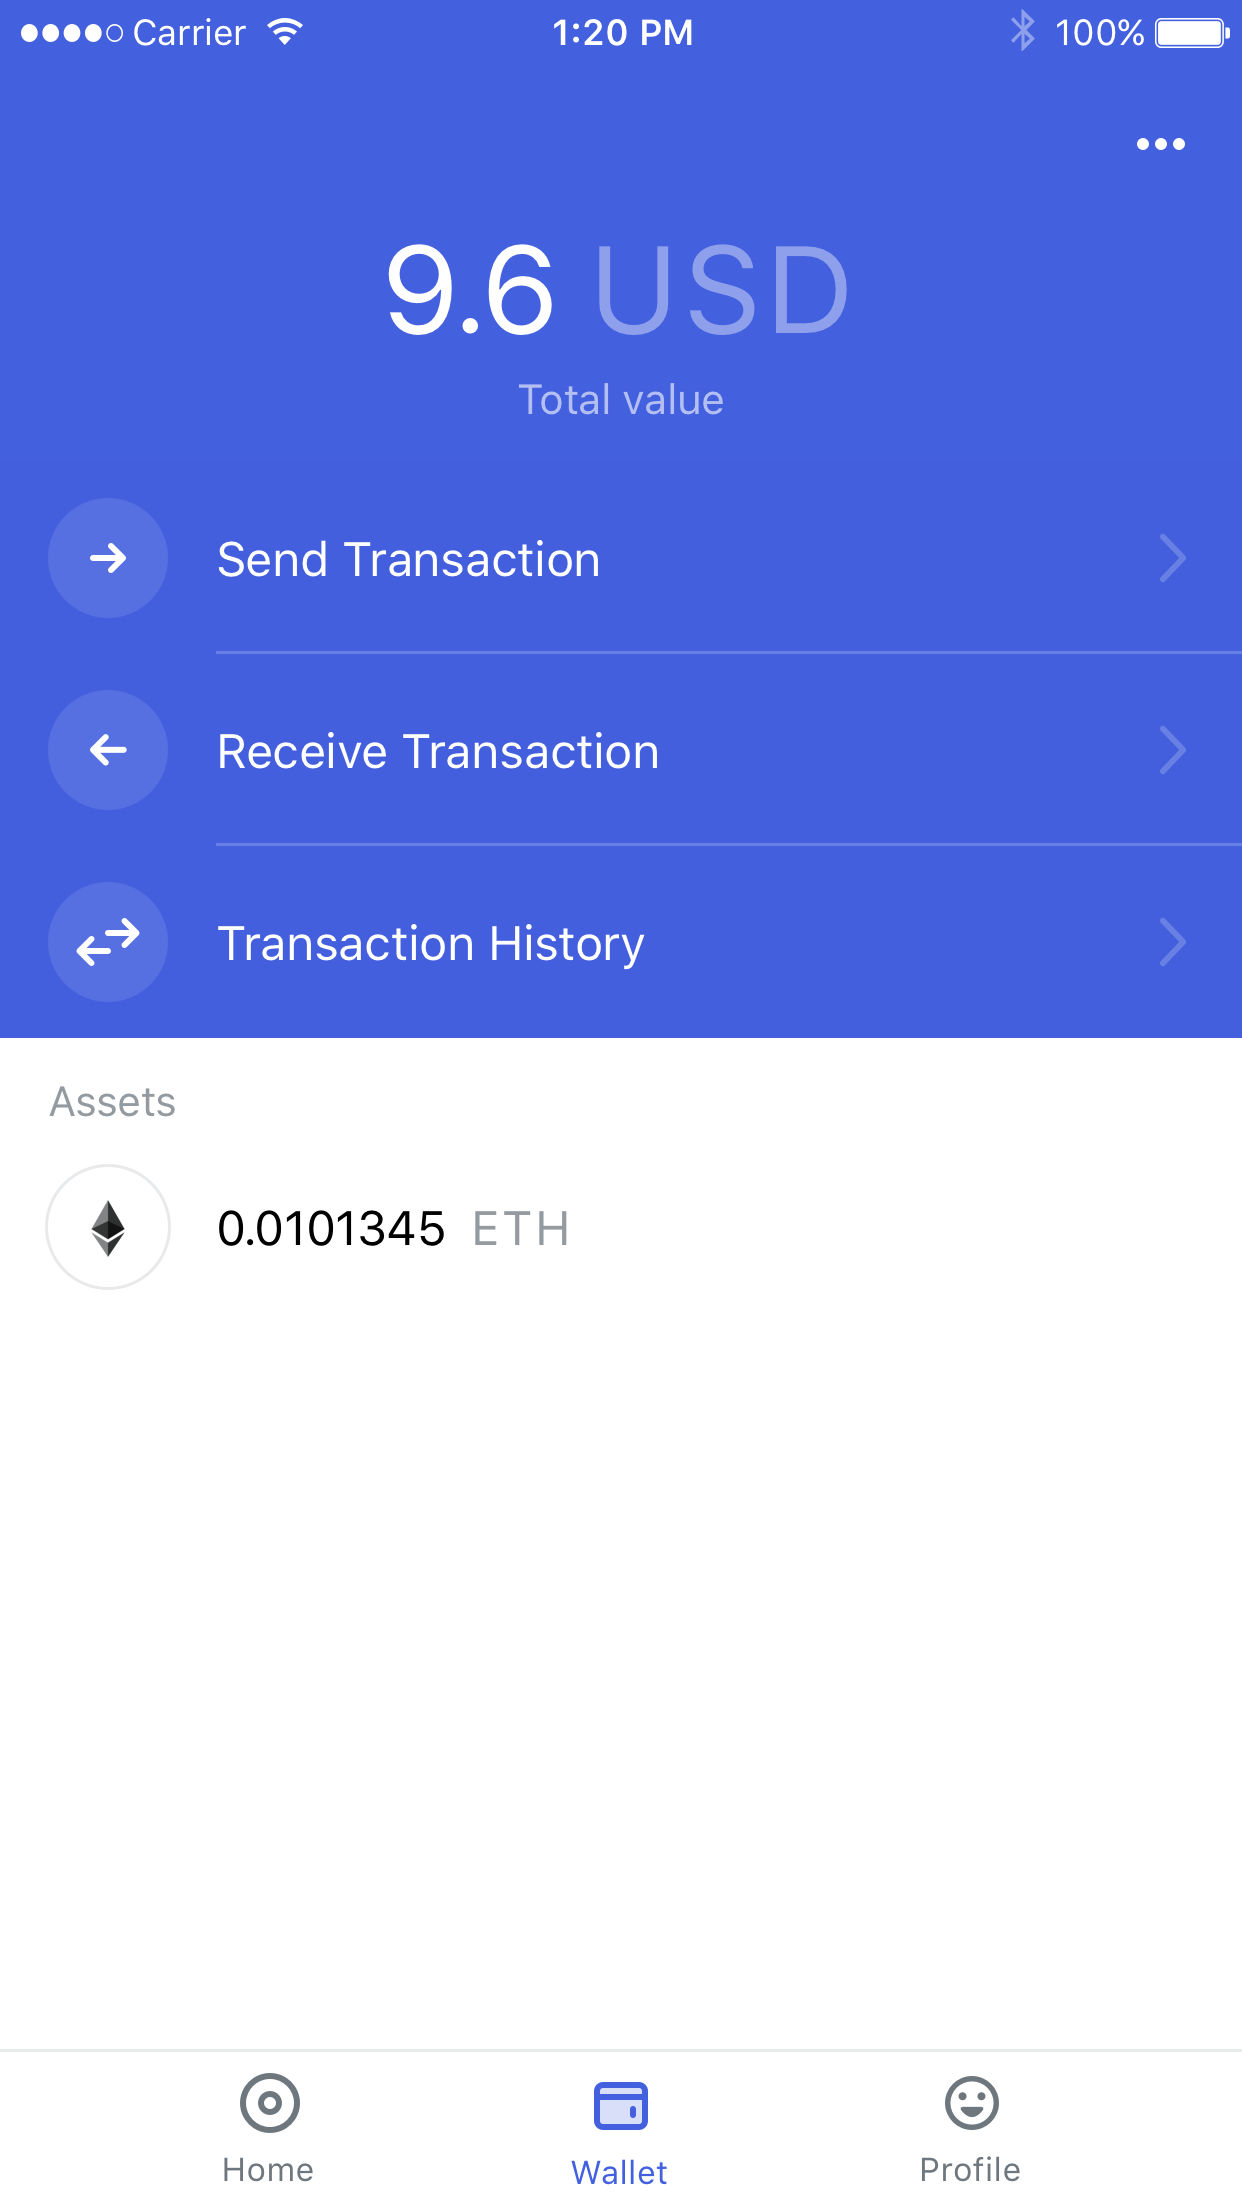 Carrier 1:20 PM 100%
9.6 USD
Total value
Send Transaction
Receive Transaction
Transaction History
Assets
0.0101345 ETH
Home Wallet Profile